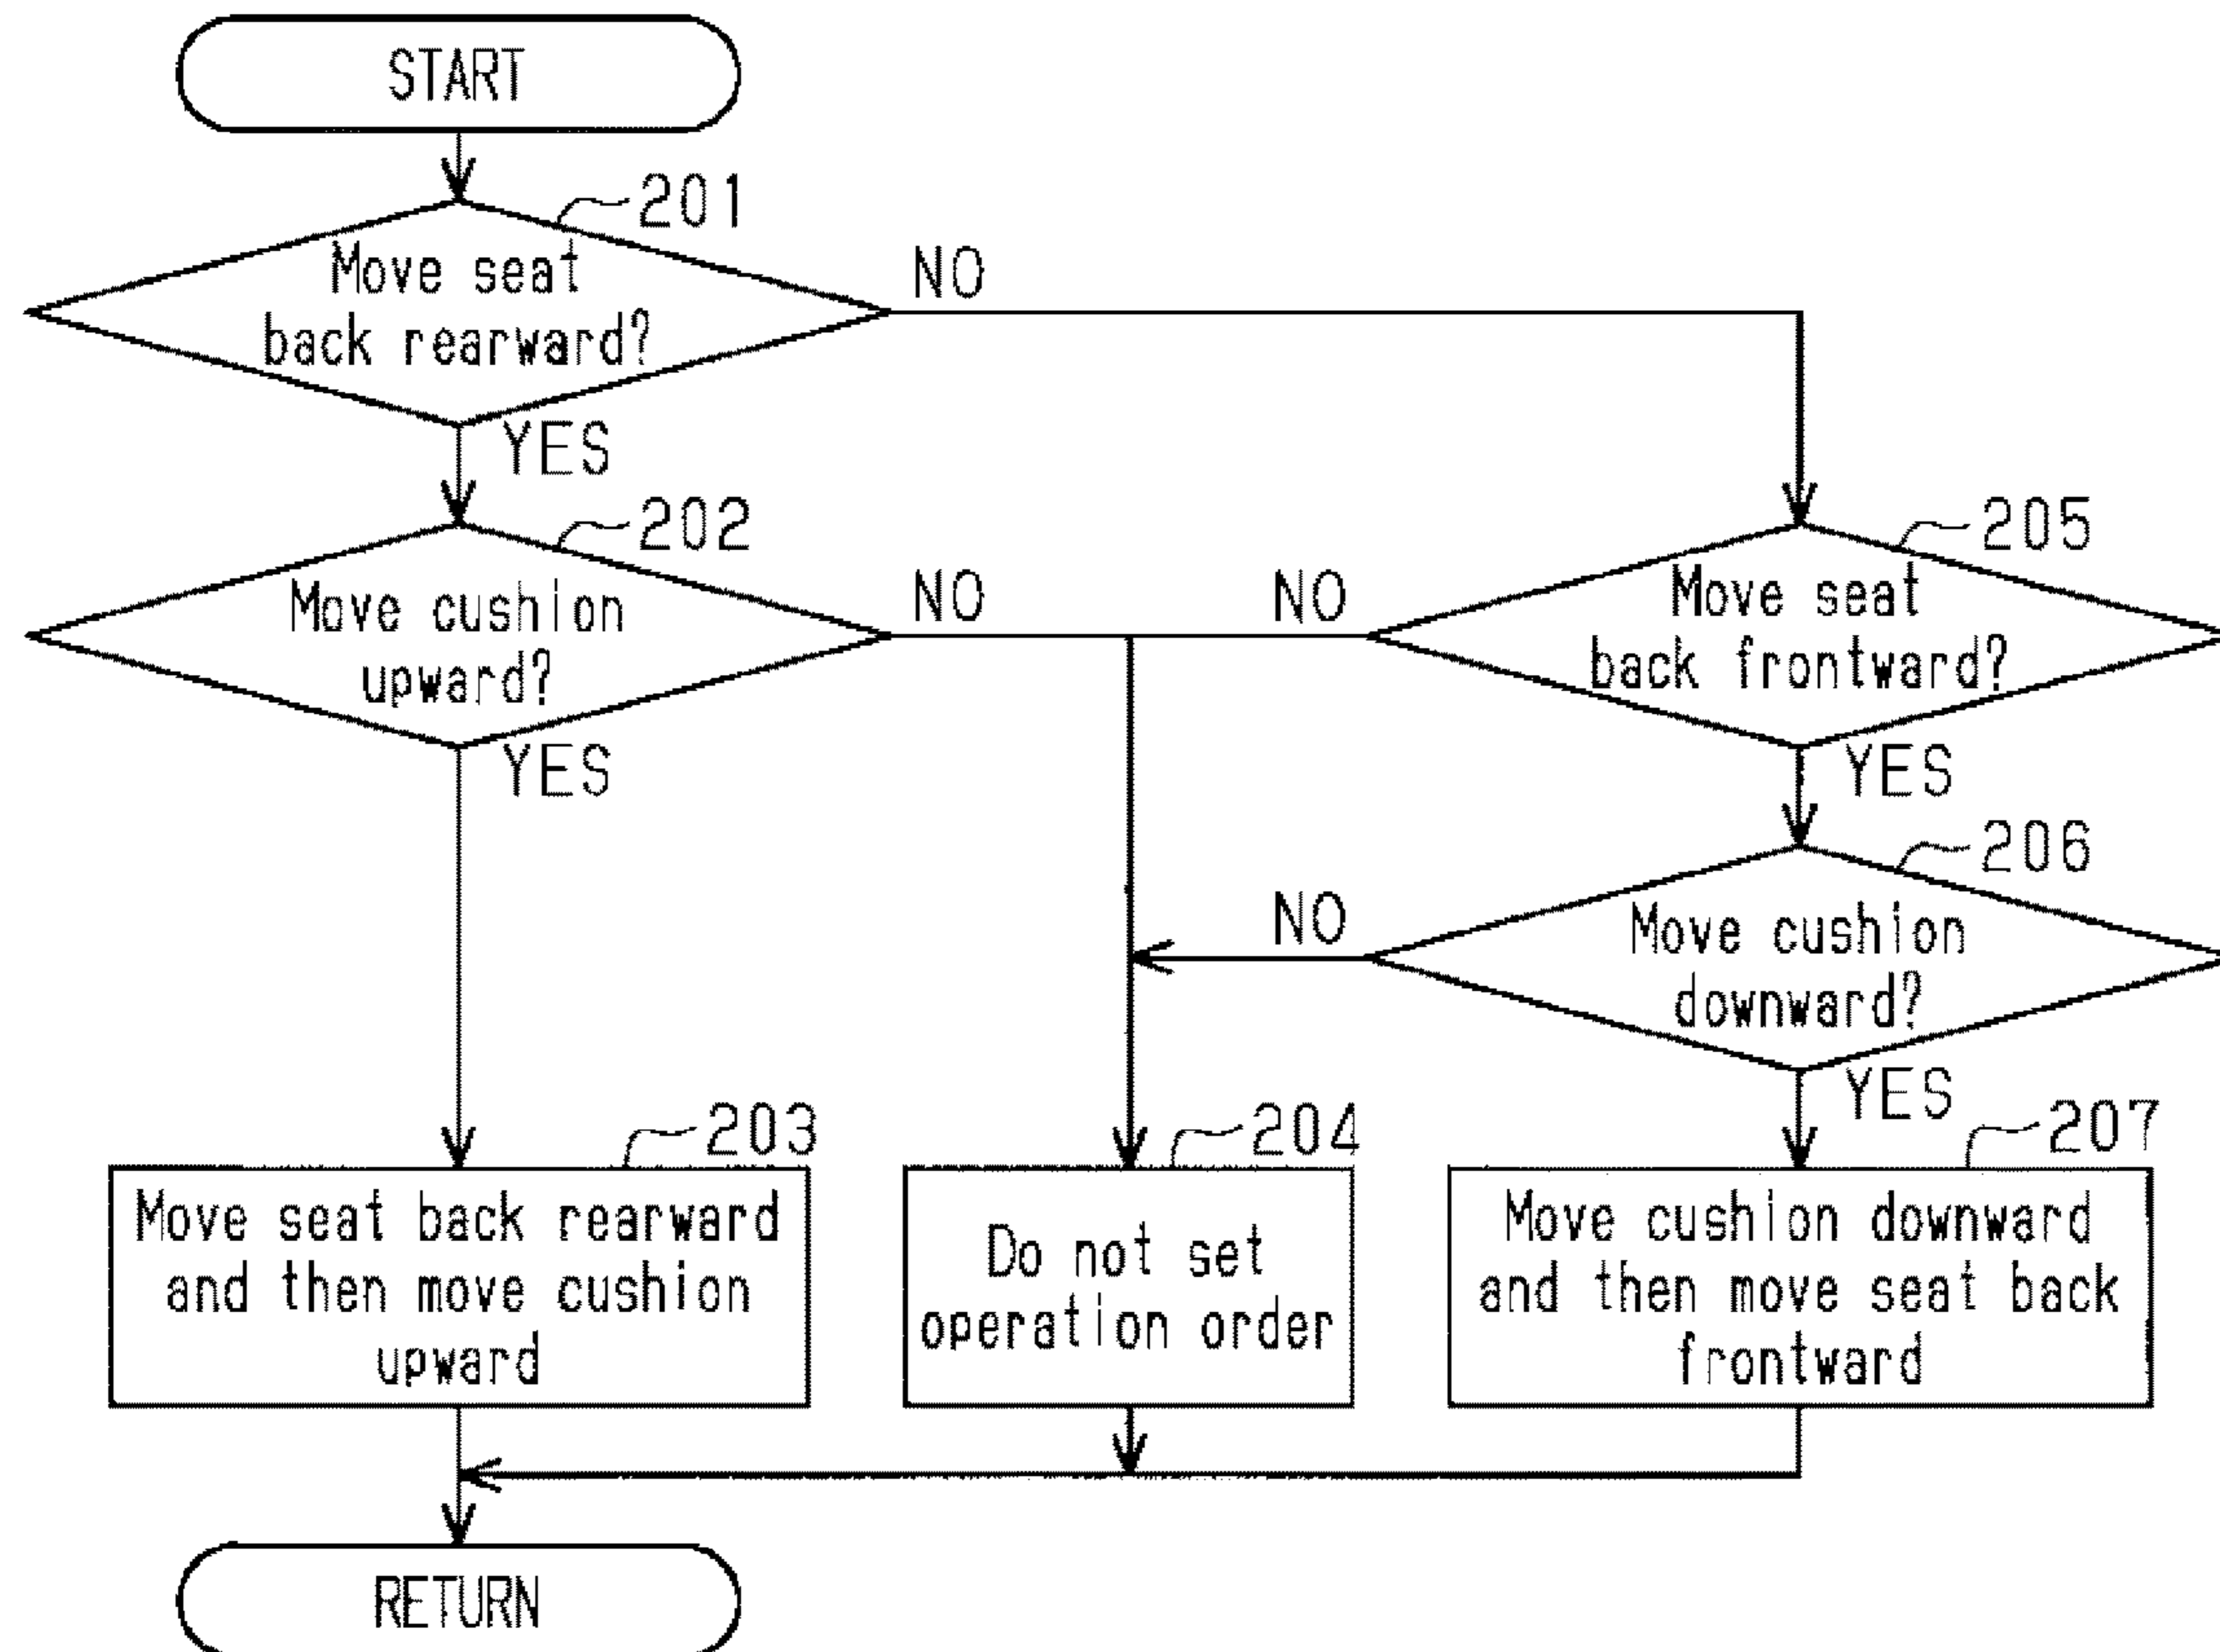 START
201
Move seat
back rearward?
NO
YES
202
Move cushion
upward?
NO
YES
205
Move seat
back frontward?
NO
YES
206
Move cushion
downward?
NO
YES
203
Move seat back rearward
and then move cushion
upward
204
Do not set
operation order
207
Move cushion downward
and then move seat back
frontward
RETURN